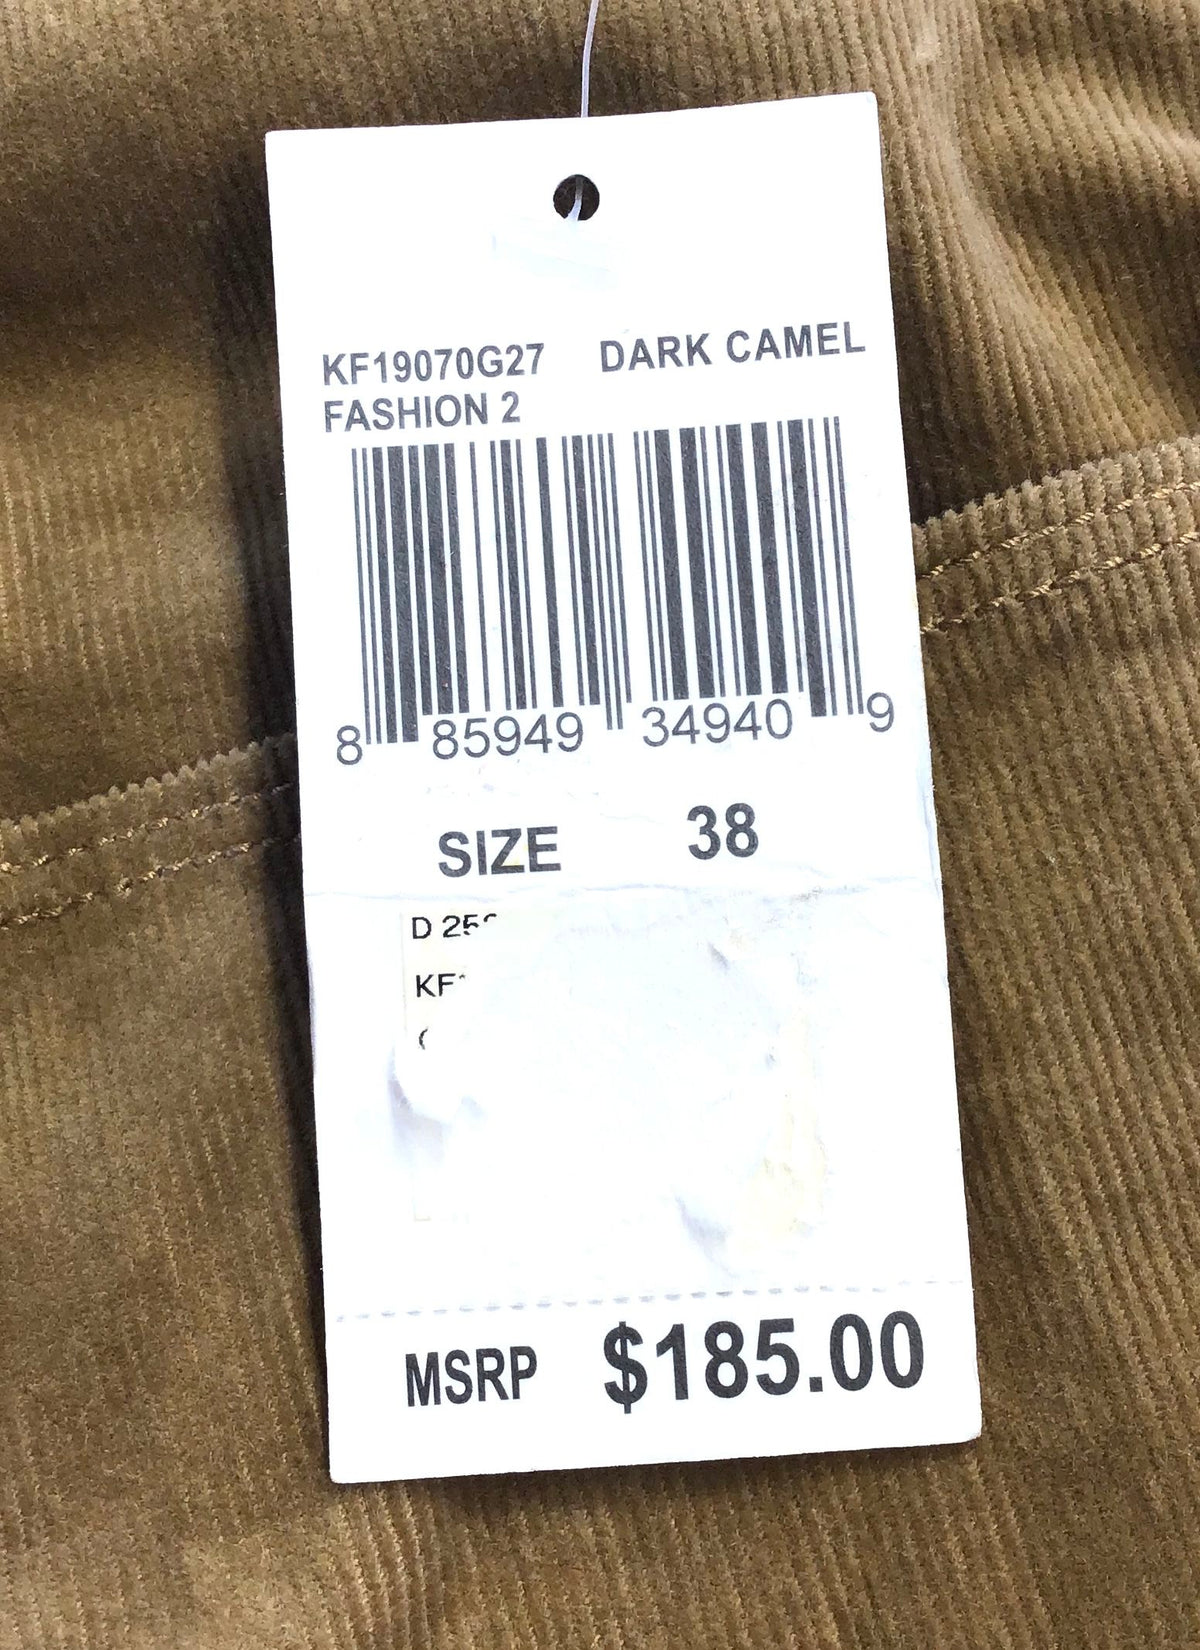 KF19070G27 DARK CAMEL
FASHION 2
8 85949 34940 9
SIZE 38
D
MSRP $185.00